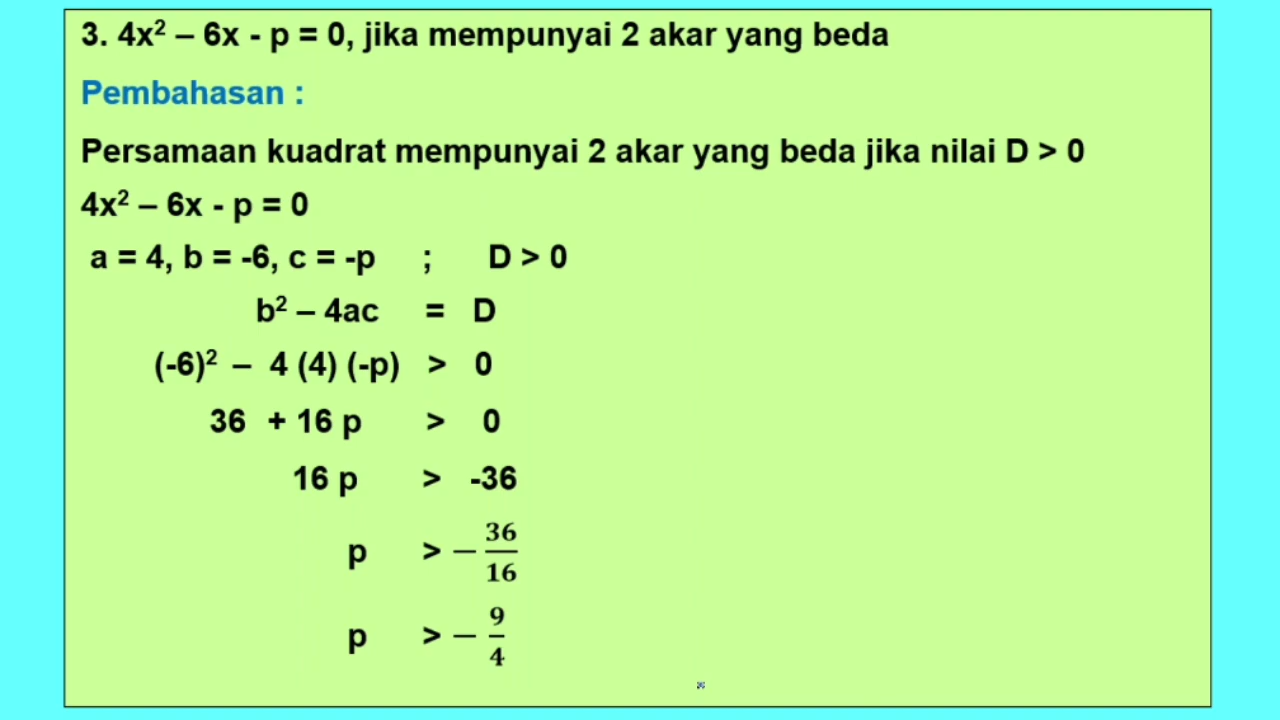 3. 4x² – 6x - p = 0, jika mempunyai 2 akar yang beda
Pembahasan :
Persamaan kuadrat mempunyai 2 akar yang beda jika nilai D > 0
4x² – 6x - p = 0
a = 4, b = -6, c = -p ; D > 0
b² – 4ac = D
(-6)² – 4 (4) (-p) > 0
36 + 16 p > 0
16 p > -36
p > −36/16
p > −9/4